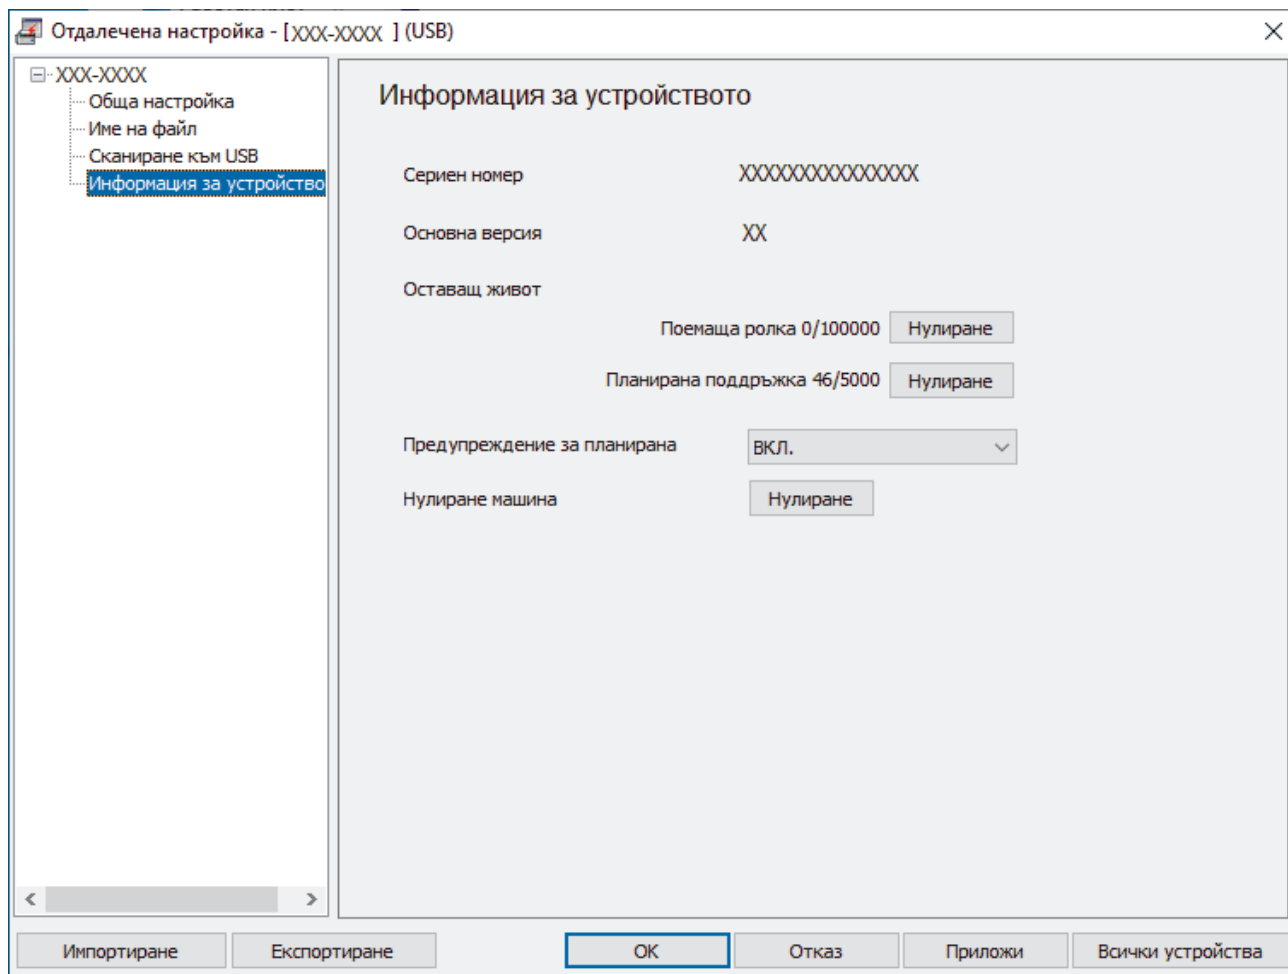 Отдалечена настройка - [XXX-XXXX ] (USB)
XXX-XXXX
Обща настройка
Име на файл
Сканиране към USB
Информация за устройство
Информация за устройството
Сериен номер XXXXXXXXXXXXXXX
Основна версия XX
Оставащ живот
Поемаща ролка 0/100000 Нулиране
Планирана поддръжка 46/5000 Нулиране
Предупреждение за планирана ВКЛ.
Нулиране машина Нулиране
Импортиране Експортиране OK Отказ Приложи Всички устройства